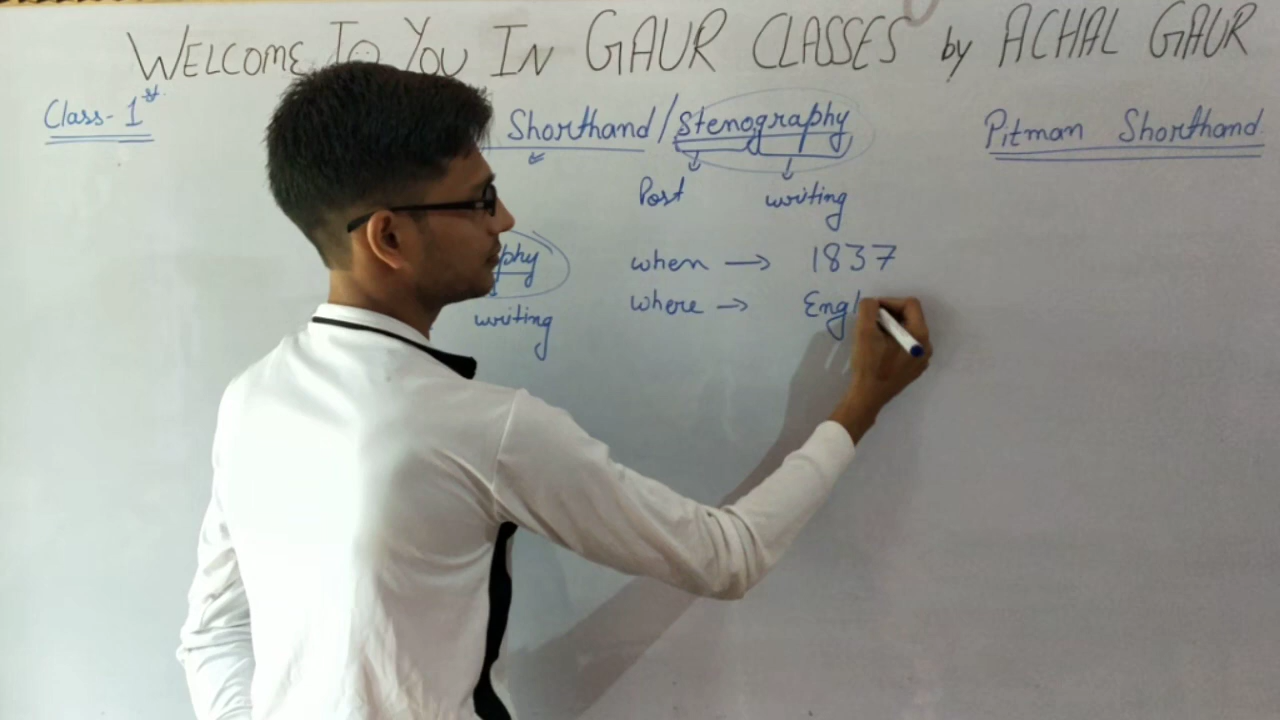 WELCOME To You IN GAUR CLASSES by ACHAL GAUR
Class-1st
Shorthand/Stenography
Pitman Shorthand
Post writing
phy
writing
when → 1837
where → Engl